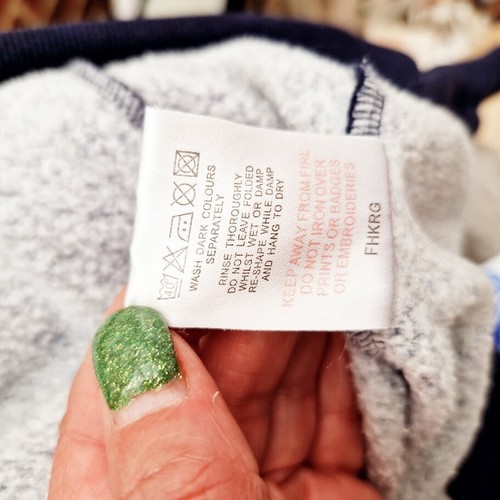 WASH DARK COLOURS
SEPARATELY
RINSE THOROUGHLY
DO NOT LEAVE FOLDED
WHILST WET OR DAMP
RE-SHAPE WHILE DAMP
AND HANG TO DRY
KEEP AWAY FROM FIRE
DO NOT IRON OVER
PRINTS OR BADGES
OR EMBROIDERIES
FHKRG